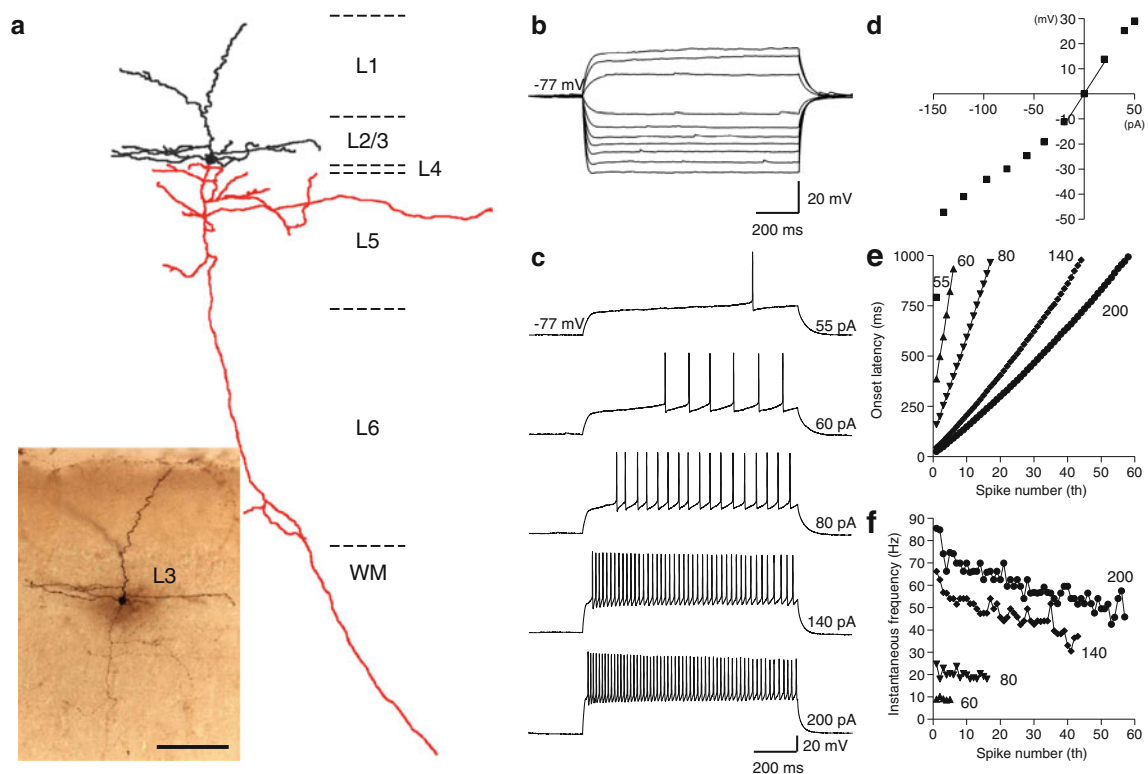 a
L1
L2/3
L4
L5
L6
WM
L3
b
-77 mV
20 mV
200 ms
c
-77 mV
55 pA
60 pA
80 pA
140 pA
200 pA
20 mV
200 ms
d
(mV)
30
20
10
0
-150 -100 -50 0 50
(pA)
-10
-20
-30
-40
-50
e
Onset latency (ms)
1000
750
500
250
0
55
60
80
140
200
0 10 20 30 40 50 60
Spike number (th)
f
Instantaneous frequency (Hz)
90
80
70
60
50
40
30
20
10
0
200
140
80
60
0 10 20 30 40 50 60
Spike number (th)